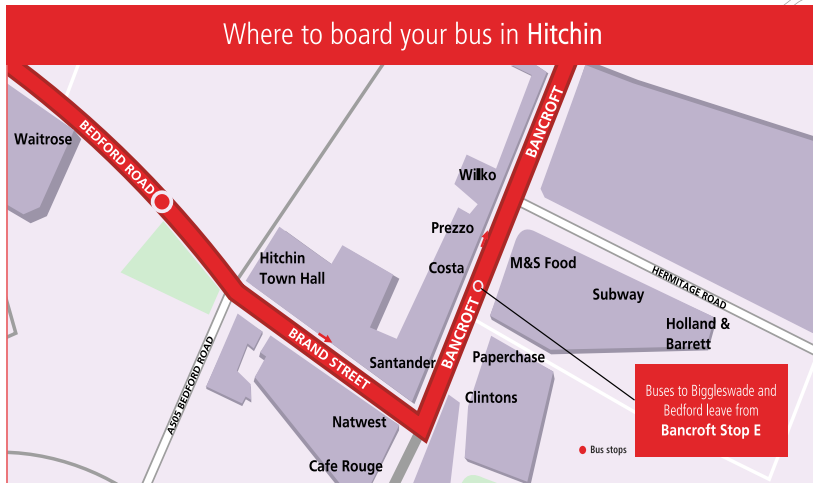 Where to board your bus in Hitchin
BANCROFT
BEDFORD ROAD
Waitrose
Wilko
Prezzo
Hitchin
Town Hall
Costa
M&S Food
HERMITAGE ROAD
Subway
BANCROFT
Holland &
Barrett
BRAND STREET
A505 BEDFORD ROAD
Santander
Paperchase
Clintons
Buses to Biggleswade and
Bedford leave from
Bancroft Stop E
Natwest
Bus stops
Cafe Rouge